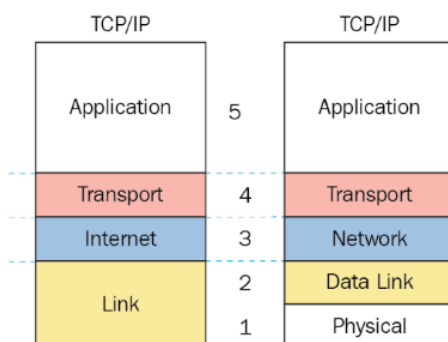 TCP/IP TCP/IP
Application 5 Application
Transport 4 Transport
Internet 3 Network
2 Data Link
Link
1 Physical